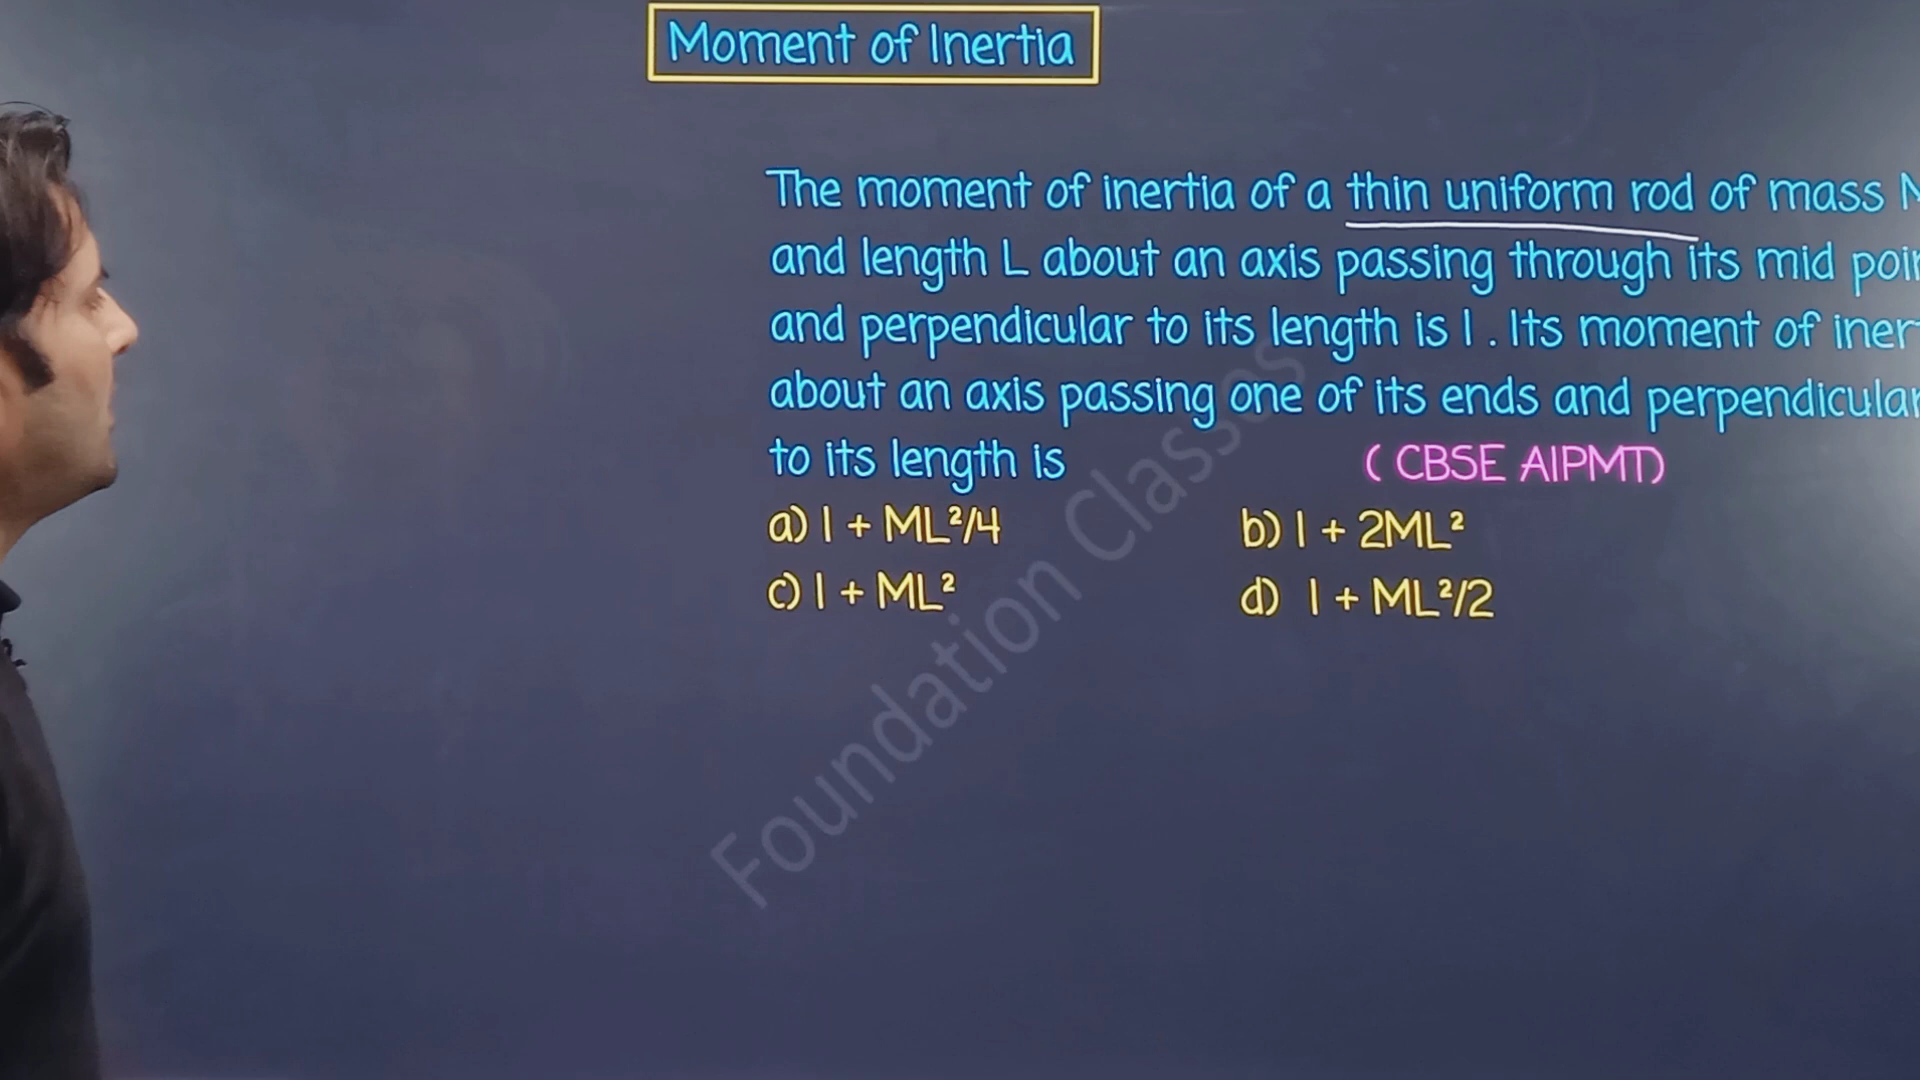 Moment of Inertia
The moment of inertia of a thin uniform rod of mass
and length L about an axis passing through its mid
and perpendicular to its length is I . Its moment of
about an axis passing one of its ends and perpendicular
to its length is ( CBSE AIPMT)
a) I + ML²/4 b) I + 2ML²
c) I + ML² d) I + ML²/2
Foundation Classes